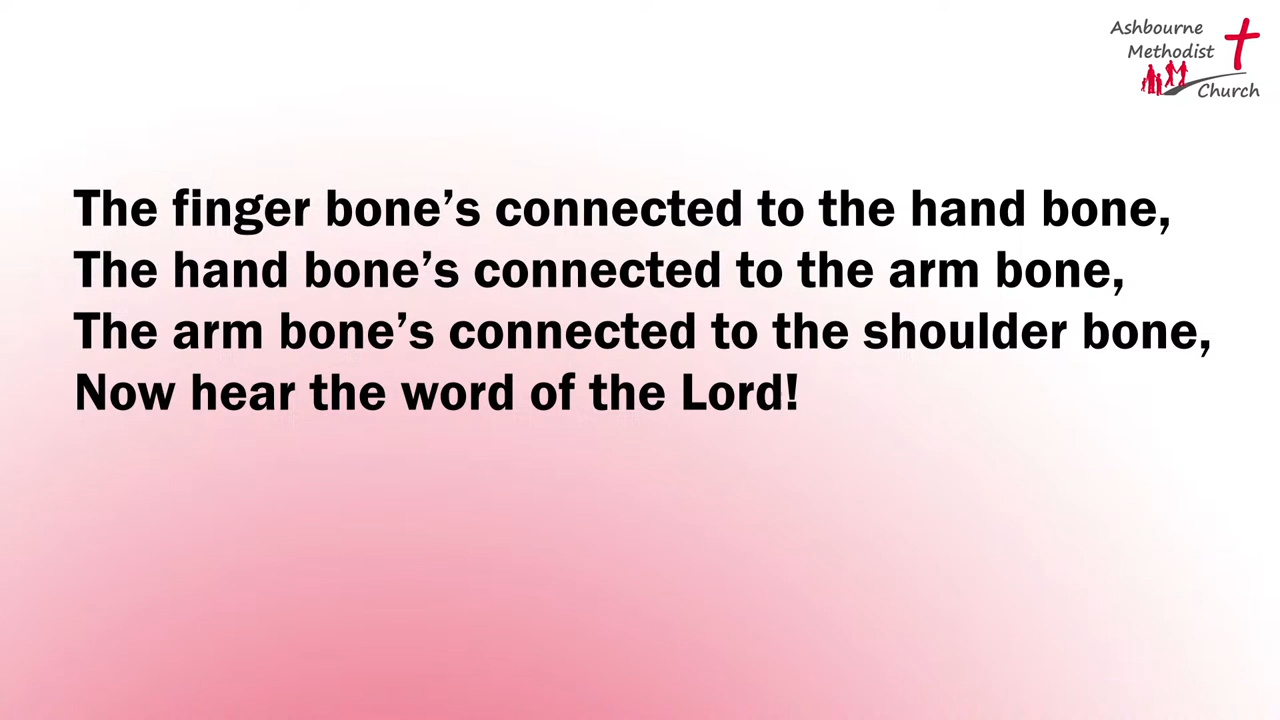 Ashbourne
Methodist
Church
The finger bone’s connected to the hand bone,
The hand bone’s connected to the arm bone,
The arm bone’s connected to the shoulder bone,
Now hear the word of the Lord!